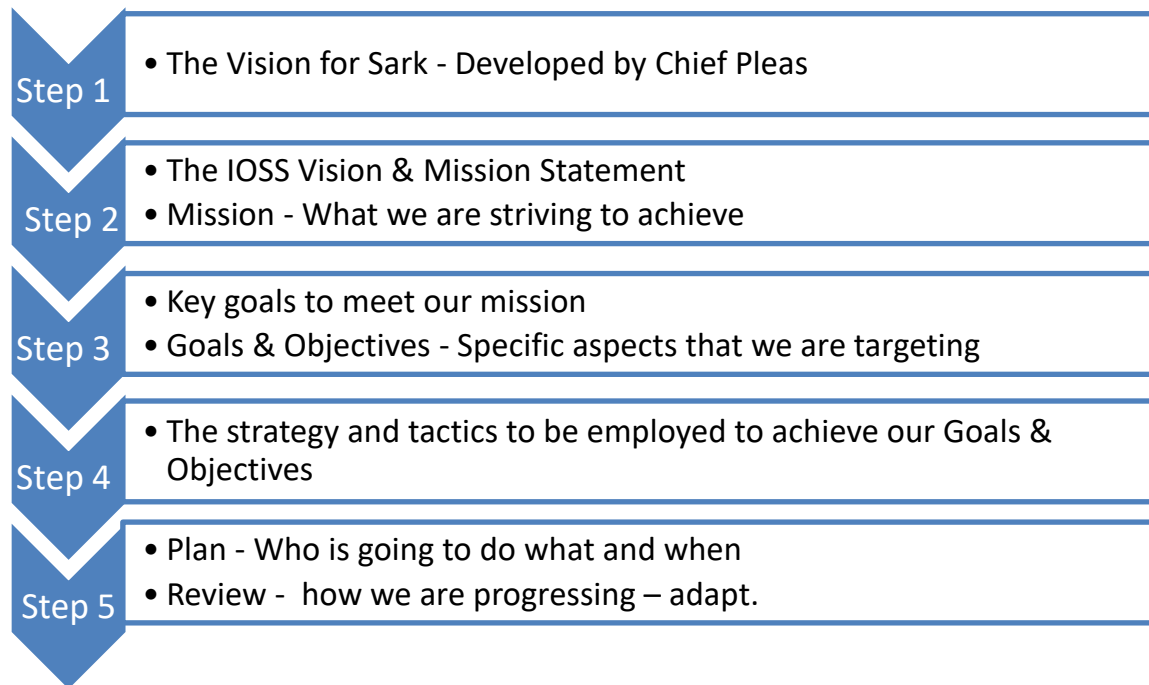 Step 1
• The Vision for Sark - Developed by Chief Pleas
Step 2
• The IOSS Vision & Mission Statement
• Mission - What we are striving to achieve
Step 3
• Key goals to meet our mission
• Goals & Objectives - Specific aspects that we are targeting
Step 4
• The strategy and tactics to be employed to achieve our Goals &
Objectives
Step 5
• Plan - Who is going to do what and when
• Review -  how we are progressing – adapt.